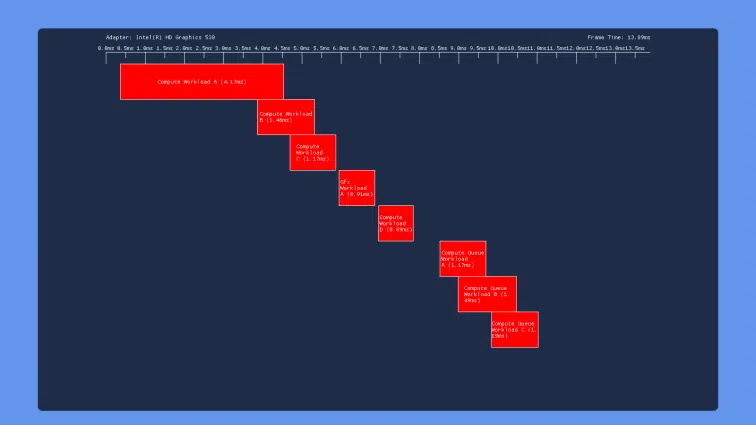 Adapter: Intel(R) HD Graphics 530
Frame Time: 13.89ms
0.0ms 0.5ms 1.0ms 1.5ms 2.0ms 2.5ms 3.0ms 3.5ms 4.0ms 4.5ms 5.0ms 5.5ms 6.0ms 6.5ms 7.0ms 7.5ms 8.0ms 8.5ms 9.0ms 9.5ms 10.0ms 10.5ms 11.0ms 11.5ms 12.0ms 12.5ms 13.0ms 13.5ms
Compute Workload A (4.17ms)
Compute Workload
B (1.46ms)
Compute
Workload
C (1.17ms)
Gfx
Workload
A (0.91ms)
Compute
Workload
D (0.89ms)
Compute Queue
Workload
A (1.17ms)
Compute Queue
Workload B (1.
49ms)
Compute Queue
Workload C (1.
19ms)